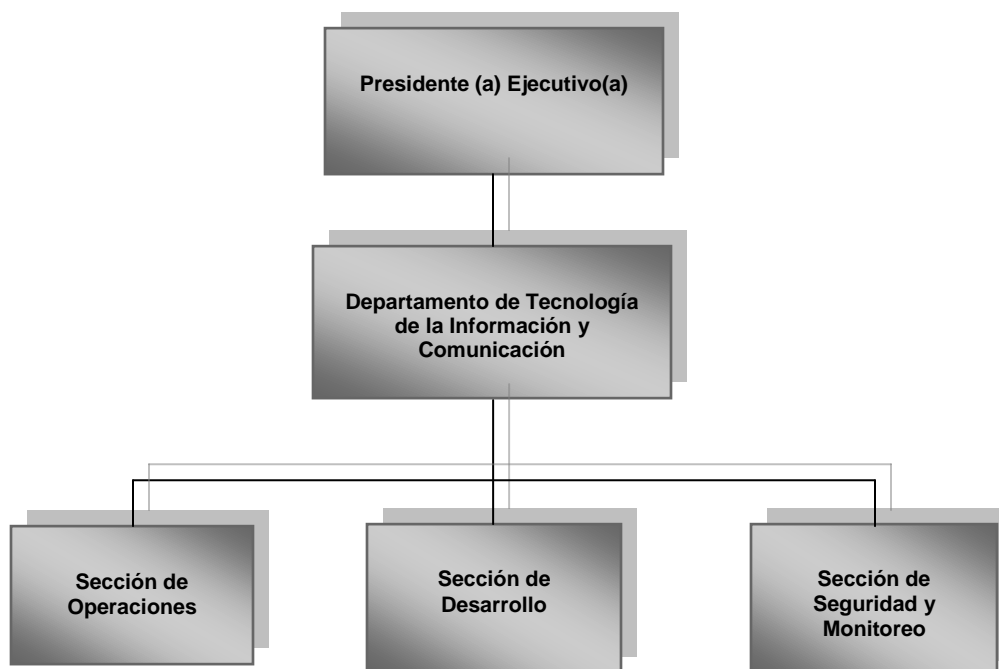 Presidente (a) Ejecutivo(a)
Departamento de Tecnología
de la Información y
Comunicación
Sección de
Operaciones
Sección de
Desarrollo
Sección de
Seguridad y
Monitoreo